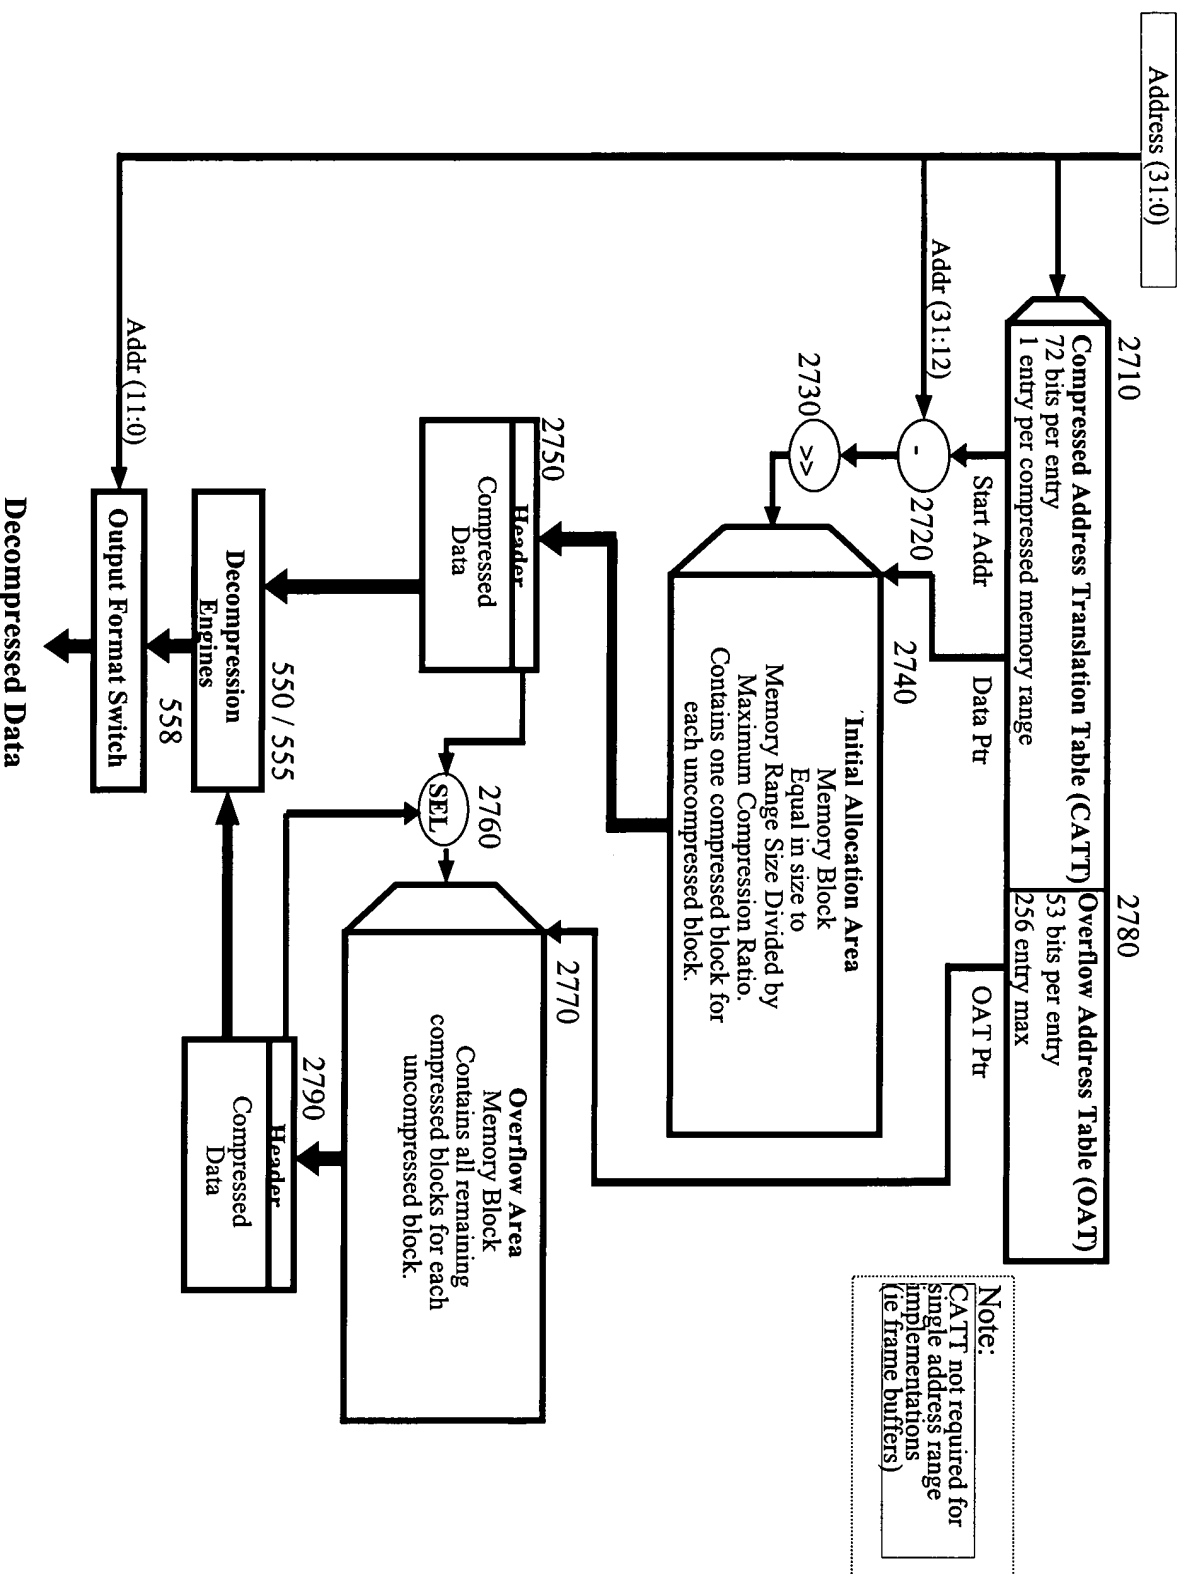 Address (31:0)
2710
Compressed Address Translation Table (CATT)
72 bits per entry
1 entry per compressed memory range
2780
Overflow Address Table (OAT)
53 bits per entry
256 entry max
Note:
CATT not required for
single address range
implementations
(ie frame buffers)
Addr (31:12)
-
2720
Start Addr
Data Ptr
OAT Ptr
2730
>>
2740
Initial Allocation Area
Memory Block
Equal in size to
Memory Range Size Divided by
Maximum Compression Ratio.
Contains one compressed block for
each uncompressed block.
2750
Header
Compressed
Data
2760
SEL
2770
Overflow Area
Memory Block
Contains all remaining
compressed blocks for each
uncompressed block.
2790
Header
Compressed
Data
550 / 555
Decompression
Engines
558
Addr (11:0)
Output Format Switch
Decompressed Data